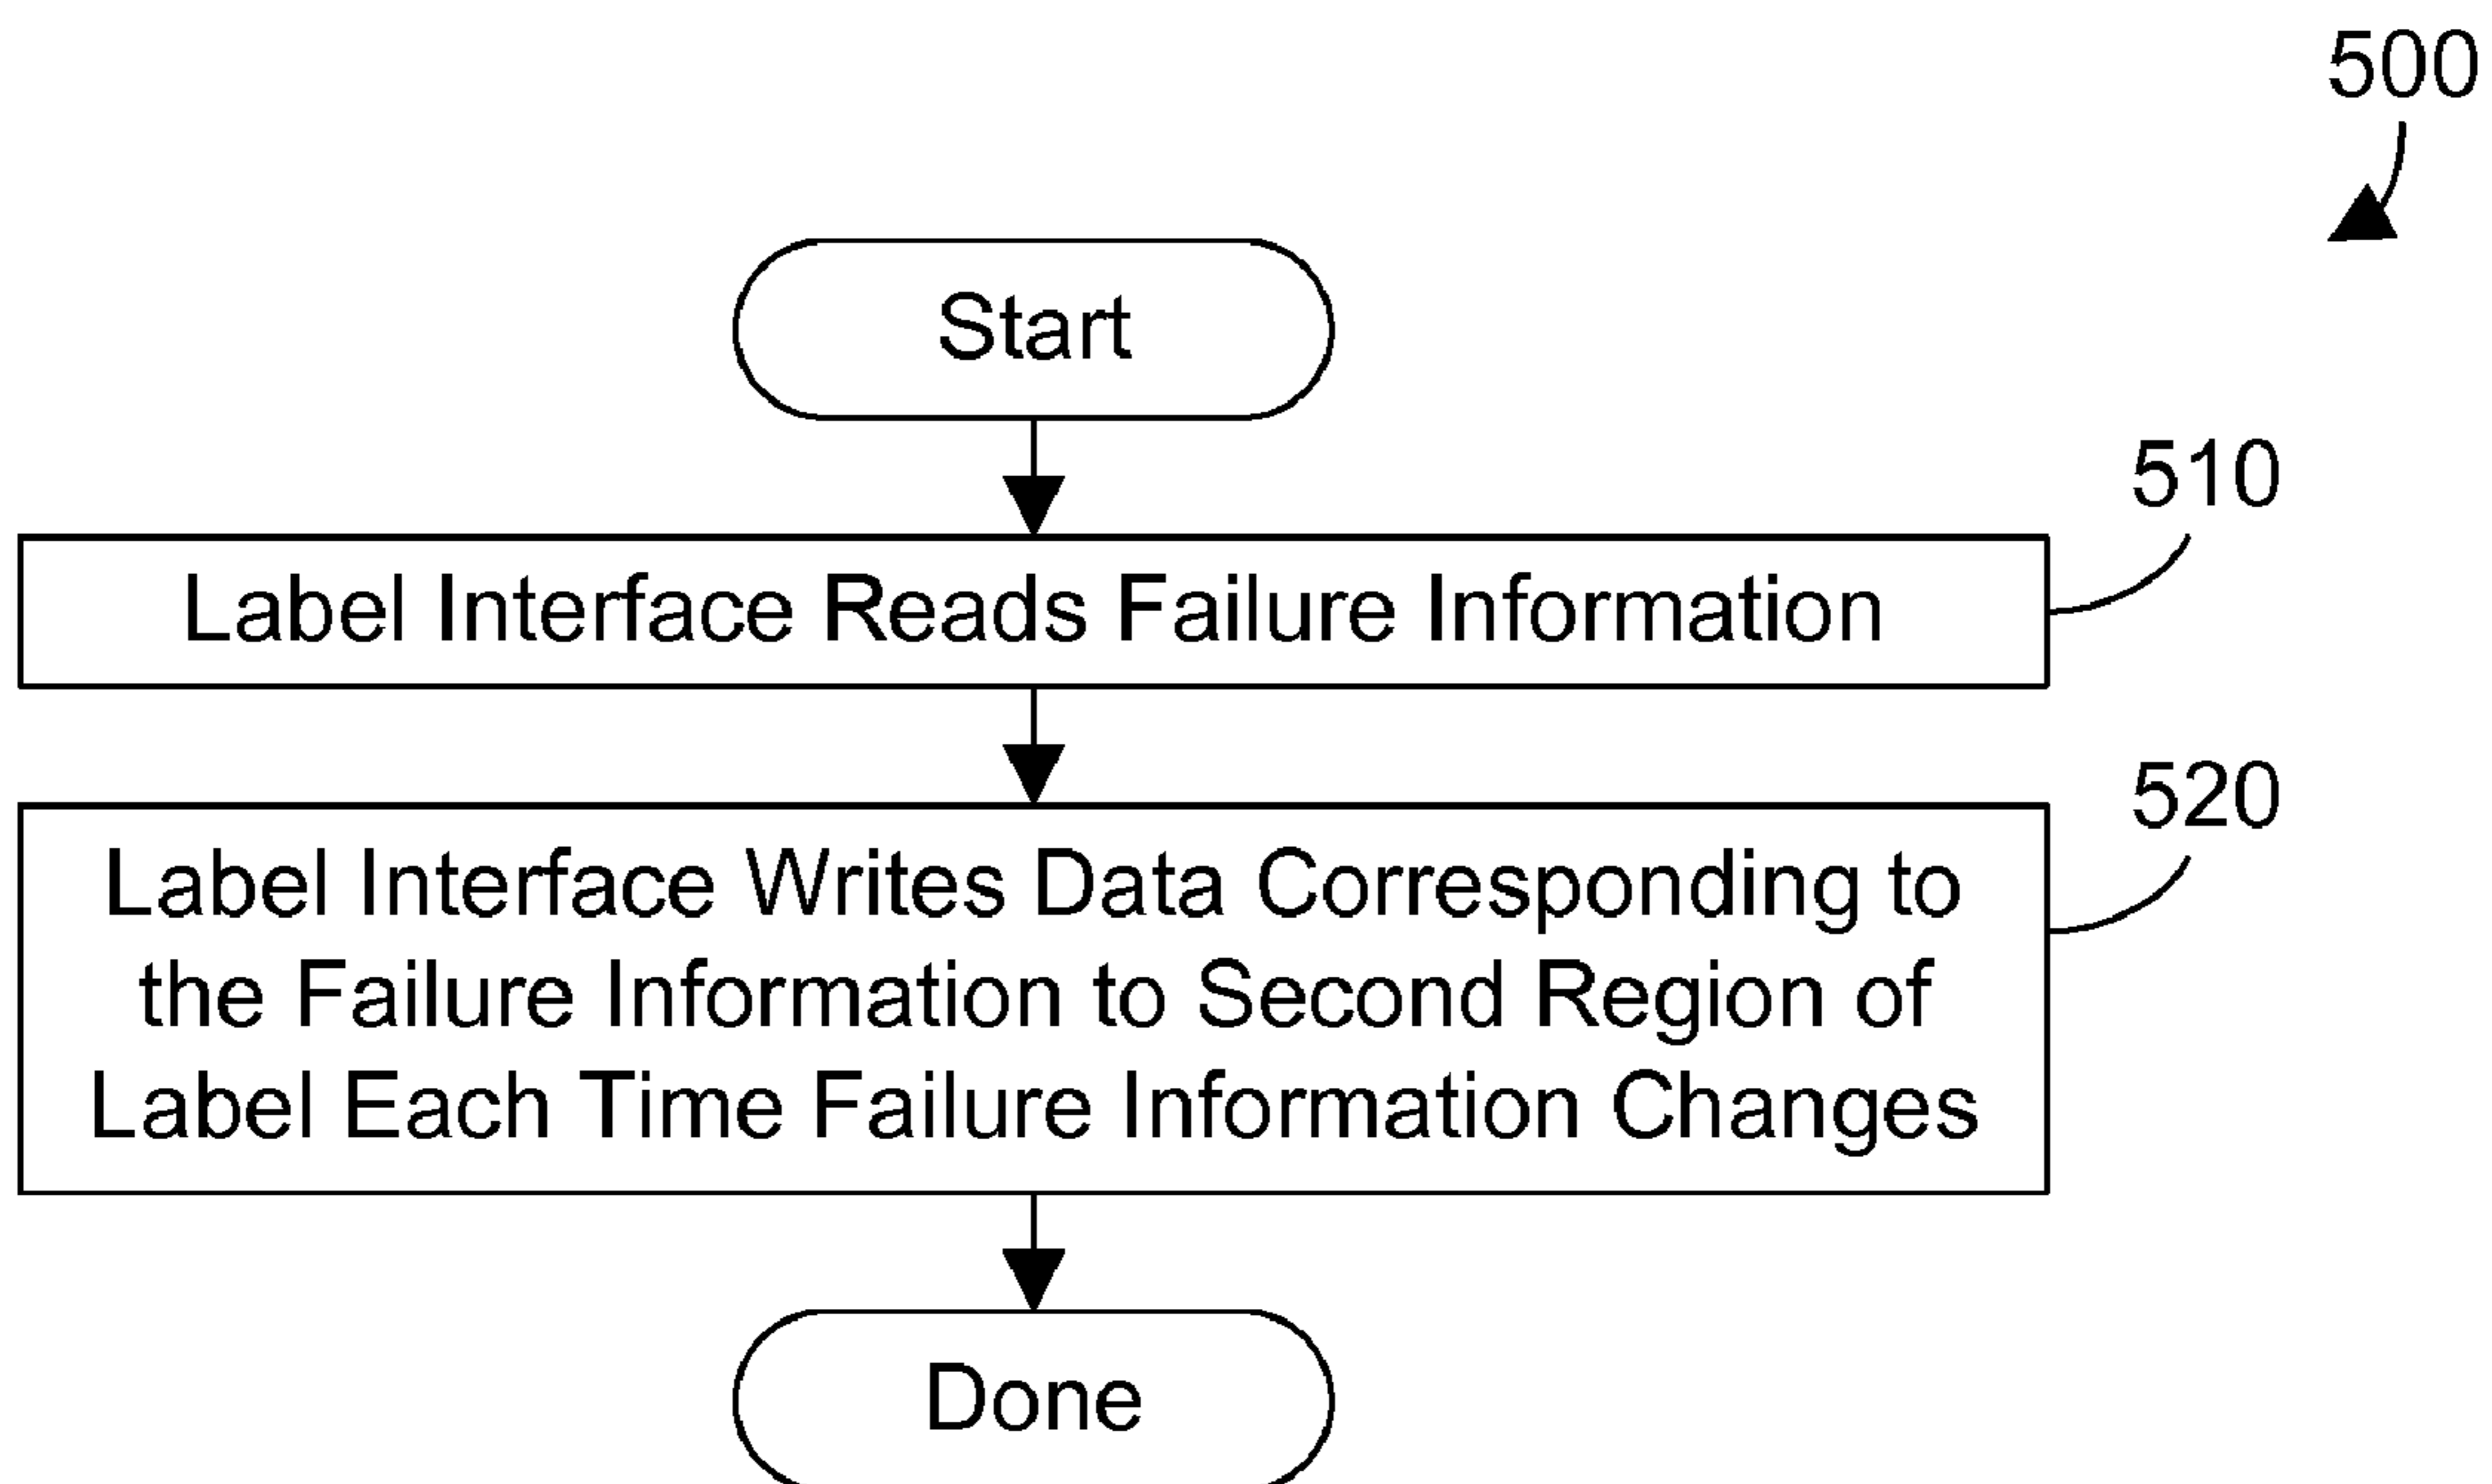 500
Start
510
Label Interface Reads Failure Information
520
Label Interface Writes Data Corresponding to
the Failure Information to Second Region of
Label Each Time Failure Information Changes
Done